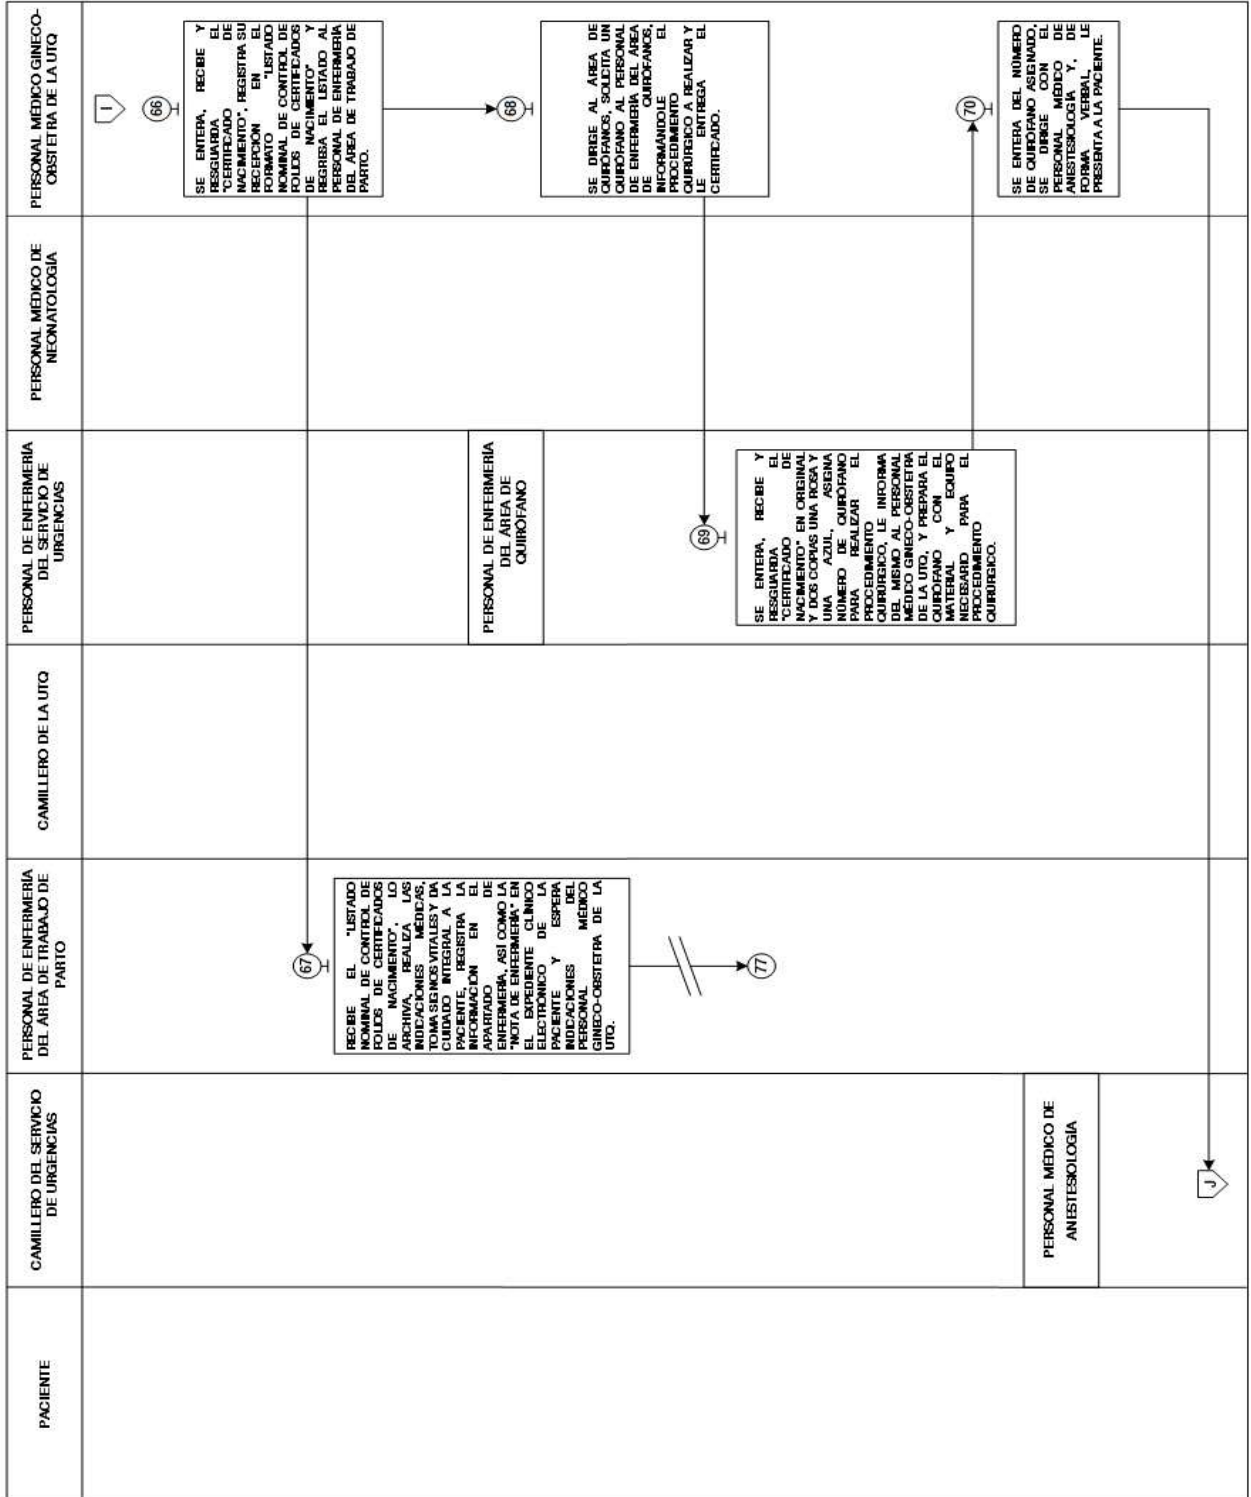 PACIENTE
CAMILLERO DEL SERVICIO
DE URGENCIAS
PERSONAL DE ENFERMERÍA
DEL ÁREA DE TRABAJO DE
PARTO
CAMILLERO DE LA UTQ
PERSONAL DE ENFERMERÍA
DEL SERVICIO DE
URGENCIAS
PERSONAL MÉDICO DE
NEONATOLOGÍA
PERSONAL MÉDICO GINECO-
OBSTETRA DE LA UTQ
I
66
SE ENTERA, RECIBE Y
RESGUARDA EL
"CERTIFICADO DE
NACIMIENTO", REGISTRA SU
RECEPCIÓN EN EL
FORMATO "LISTADO
NOMINAL DE CONTROL DE
FOLIOS DE CERTIFICADOS
DE NACIMIENTO" Y
REGRESA EL LISTADO AL
PERSONAL DE ENFERMERÍA
DEL ÁREA DE TRABAJO DE
PARTO.
67
RECIBE EL "LISTADO
NOMINAL DE CONTROL DE
FOLIOS DE CERTIFICADOS
DE NACIMIENTO", LO
ARCHIVA, REALIZA LAS
INDICACIONES MÉDICAS,
TOMA SIGNOS VITALES Y DA
CUIDADO INTEGRAL A LA
PACIENTE, REGISTRA LA
INFORMACIÓN EN EL
APARTADO DE
ENFERMERÍA, ASÍ COMO LA
"NOTA DE ENFERMERÍA" EN
EL EXPEDIENTE CLÍNICO
ELECTRÓNICO DE LA
PACIENTE Y ESPERA
INDICACIONES DEL
PERSONAL MÉDICO
GINECO-OBSTETRA DE LA
UTQ.
77
68
SE DIRIGE AL ÁREA DE
QUIRÓFANOS, SOLICITA UN
QUIRÓFANO AL PERSONAL
DE ENFERMERÍA DEL ÁREA
DE QUIRÓFANOS,
INFORMÁNDOLE EL
PROCEDIMIENTO
QUIRÚRGICO A REALIZAR Y
LE ENTREGA EL
CERTIFICADO.
PERSONAL DE ENFERMERÍA
DEL ÁREA DE
QUIRÓFANO
69
SE ENTERA, RECIBE Y
RESGUARDA EL
"CERTIFICADO DE
NACIMIENTO" EN ORIGINAL
Y DOS COPIAS UNA ROSA Y
UNA AZUL, ASIGNA
NÚMERO DE QUIRÓFANO
PARA REALIZAR EL
PROCEDIMIENTO
QUIRÚRGICO, LE INFORMA
DEL MISMO AL PERSONAL
MÉDICO GINECO-OBSTETRA
DE LA UTQ, Y PREPARA EL
QUIRÓFANO CON EL
MATERIAL Y EQUIPO
NECESARIO PARA EL
PROCEDIMIENTO
QUIRÚRGICO.
70
SE ENTERA DEL NÚMERO
DE QUIRÓFANO ASIGNADO,
SE DIRIGE CON EL
PERSONAL MÉDICO DE
ANESTESIOLOGÍA Y, DE
FORMA VERBAL, LE
PRESENTA A LA PACIENTE.
PERSONAL MÉDICO DE
ANESTESIOLOGÍA
J